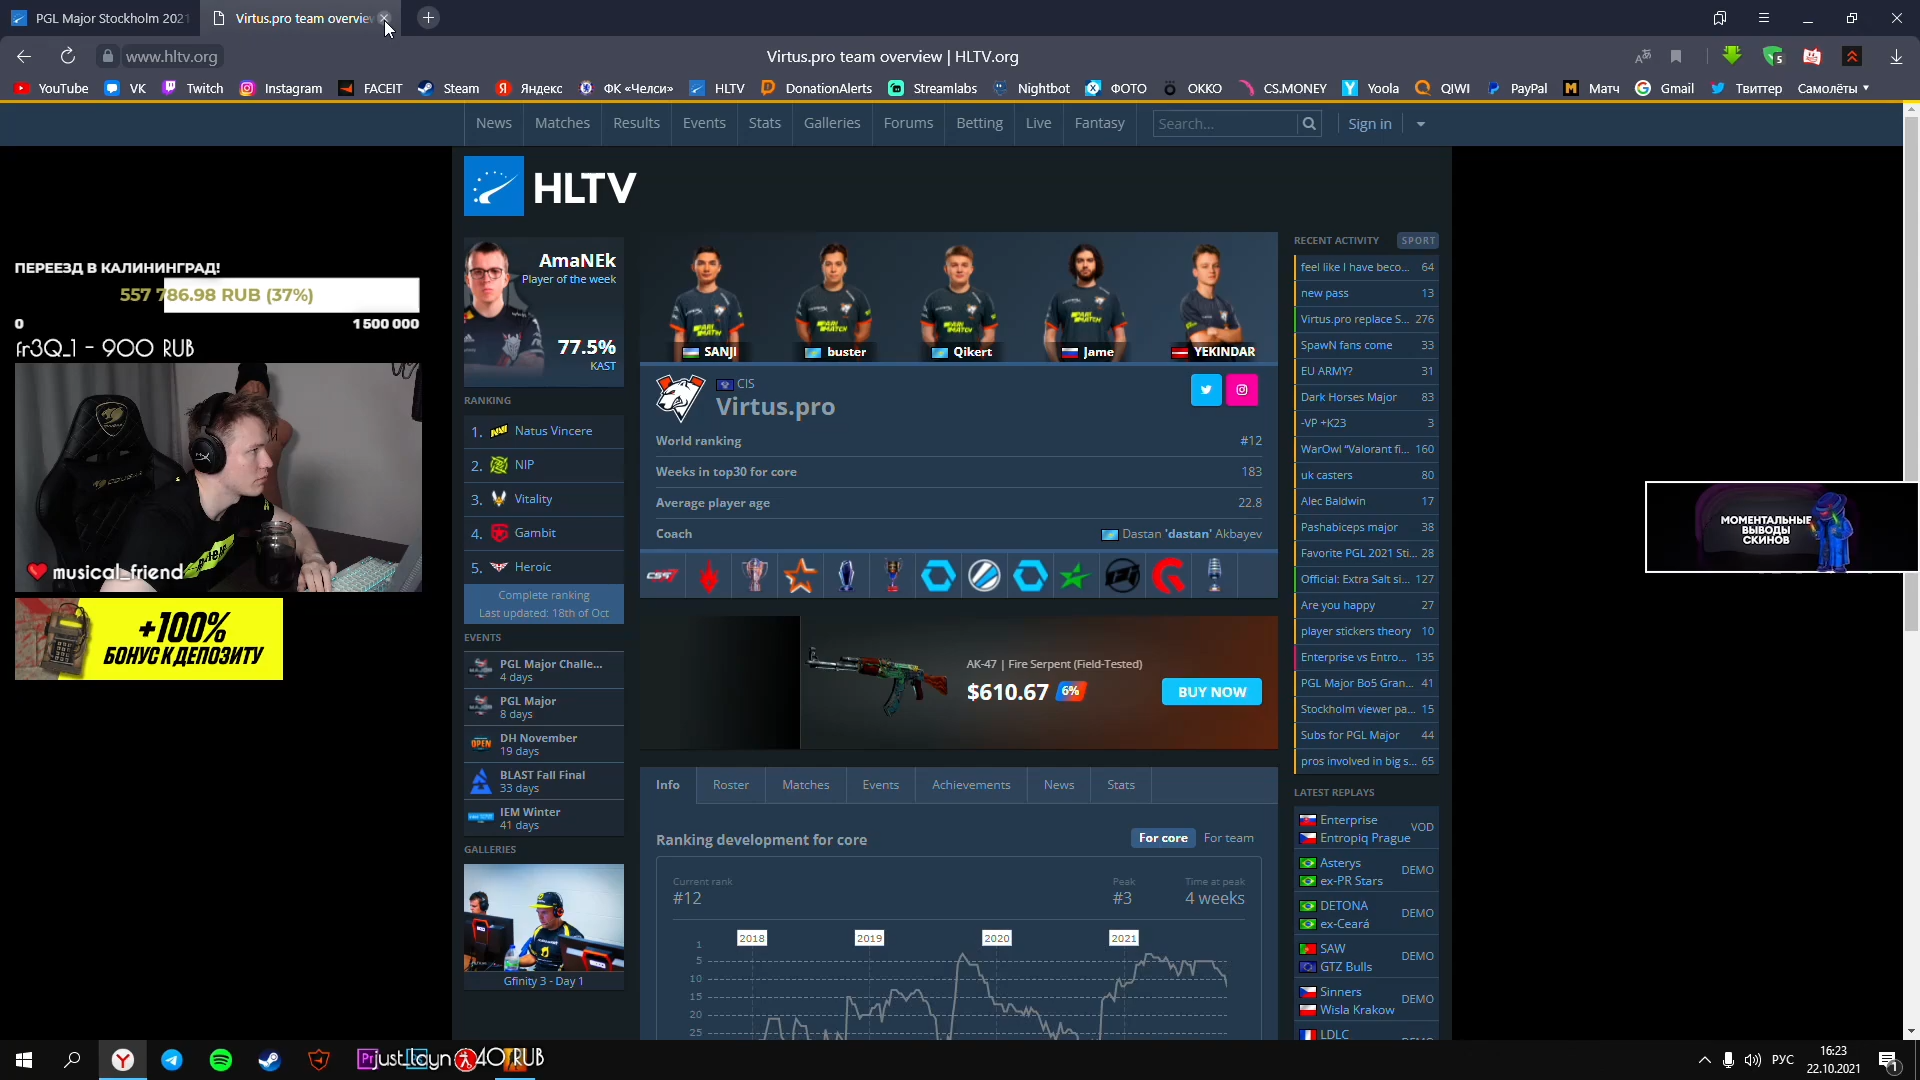 PGL Major Stockholm 2021
Virtus.pro team overvie
www.hltv.org
Virtus.pro team overview | HLTV.org
YouTube
VK
Twitch
Instagram
FACEIT
Steam
Яндекс
ФК «Челси»
HLTV
DonationAlerts
Streamlabs
Nightbot
ФОТО
OKKO
CS.MONEY
Yoola
QIWI
PayPal
Матч
Gmail
Твиттер
Самолёты
News
Matches
Results
Events
Stats
Galleries
Forums
Betting
Live
Fantasy
Search...
Sign in
HLTV
ПЕРЕЕЗД В КАЛИНИНГРАД!
557 786.98 RUB (37%)
0
1 500 000
fr3Q_1 - 900 RUB
musical_friend
+100%
БОНУС К ДЕПОЗИТУ
AmaNEk
Player of the week
77.5%
KAST
RANKING
1. Natus Vincere
2. NIP
3. Vitality
4. Gambit
5. Heroic
Complete ranking
Last updated: 18th of Oct
EVENTS
PGL Major Challe...
4 days
PGL Major
8 days
DH November
19 days
BLAST Fall Final
33 days
IEM Winter
41 days
GALLERIES
Gfinity 3 - Day 1
SANJI
buster
Qikert
Jame
YEKINDAR
CIS
Virtus.pro
World ranking #12
Weeks in top30 for core 183
Average player age 22.8
Coach Dastan 'dastan' Akbayev
AK-47 | Fire Serpent (Field-Tested)
$610.67 6%
BUY NOW
Info
Roster
Matches
Events
Achievements
News
Stats
Ranking development for core
For core
For team
Current rank
#12
Peak
#3
Time at peak
4 weeks
2018
2019
2020
2021
1
5
10
15
20
25
RECENT ACTIVITY
SPORT
feel like I have beco... 64
new pass 13
Virtus.pro replace S... 276
SpawN fans come 33
EU ARMY? 31
Dark Horses Major 83
-VP +K23 3
WarOwl "Valorant fi... 160
uk casters 80
Alec Baldwin 17
Pashabiceps major 38
Favorite PGL 2021 Sti... 28
Official: Extra Salt si... 127
Are you happy 27
player stickers theory 10
Enterprise vs Entro... 135
PGL Major Bo5 Gran... 41
Stockholm viewer pa... 15
Subs for PGL Major 44
pros involved in big s... 65
LATEST REPLAYS
Enterprise
Entropiq Prague
VOD
Asterys
ex-PR Stars
DEMO
DETONA
ex-Ceará
DEMO
SAW
GTZ Bulls
DEMO
Sinners
Wisla Krakow
DEMO
LDLC
МОМЕНТАЛЬНЫЕ
ВЫВОДЫ
СКИНОВ
РУС
16:23
22.10.2021
1